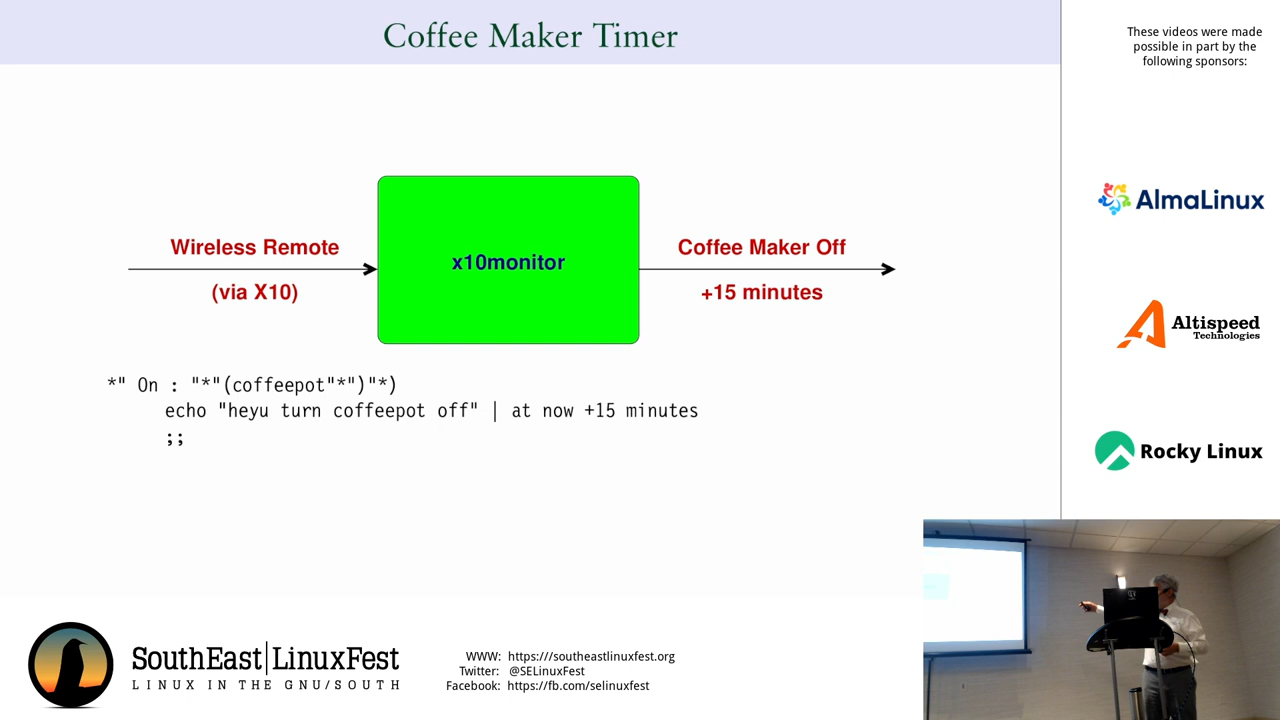 Coffee Maker Timer
Wireless Remote
(via X10)
x10monitor
Coffee Maker Off
+15 minutes
*" On : "*"(coffeepot"*")"*)
echo "heyu turn coffeepot off" | at now +15 minutes
;;
These videos were made
possible in part by the
following sponsors:
AlmaLinux
Altispeed
Technologies
Rocky Linux
SouthEast LinuxFest
LINUX IN THE GNU/SOUTH
WWW: https:///southeastlinuxfest.org
Twitter: @SELinuxFest
Facebook: https://fb.com/selinuxfest